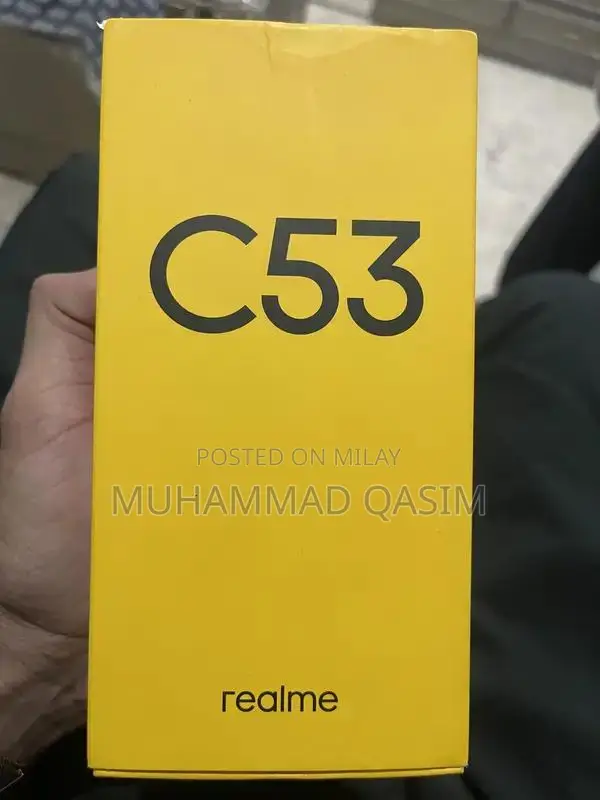 C53
POSTED ON MILAY
MUHAMMAD QASIM
realme